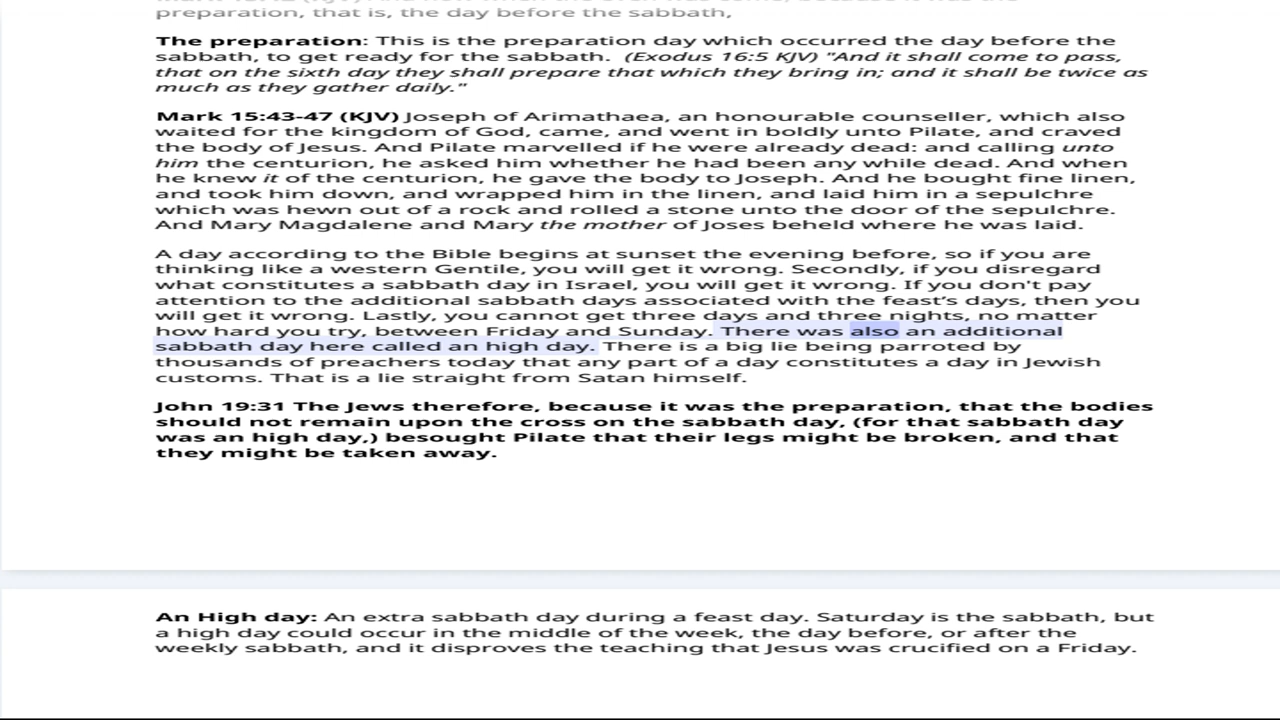 preparation, that is, the day before the sabbath,
The preparation: This is the preparation day which occurred the day before the
sabbath, to get ready for the sabbath. (Exodus 16:5 KJV) "And it shall come to pass,
that on the sixth day they shall prepare that which they bring in; and it shall be twice as
much as they gather daily."
Mark 15:43-47 (KJV) Joseph of Arimathaea, an honourable counseller, which also
waited for the kingdom of God, came, and went in boldly unto Pilate, and craved
the body of Jesus. And Pilate marvelled if he were already dead: and calling unto
him the centurion, he asked him whether he had been any while dead. And when
he knew it of the centurion, he gave the body to Joseph. And he bought fine linen,
and took him down, and wrapped him in the linen, and laid him in a sepulchre
which was hewn out of a rock and rolled a stone unto the door of the sepulchre.
And Mary Magdalene and Mary the mother of Joses beheld where he was laid.
A day according to the Bible begins at sunset the evening before, so if you are
thinking like a western Gentile, you will get it wrong. Secondly, if you disregard
what constitutes a sabbath day in Israel, you will get it wrong. If you don't pay
attention to the additional sabbath days associated with the feast’s days, then you
will get it wrong. Lastly, you cannot get three days and three nights, no matter
how hard you try, between Friday and Sunday. There was also an additional
sabbath day here called an high day. There is a big lie being parroted by
thousands of preachers today that any part of a day constitutes a day in Jewish
customs. That is a lie straight from Satan himself.
John 19:31 The Jews therefore, because it was the preparation, that the bodies
should not remain upon the cross on the sabbath day, (for that sabbath day
was an high day,) besought Pilate that their legs might be broken, and that
they might be taken away.
An High day: An extra sabbath day during a feast day. Saturday is the sabbath, but
a high day could occur in the middle of the week, the day before, or after the
weekly sabbath, and it disproves the teaching that Jesus was crucified on a Friday.